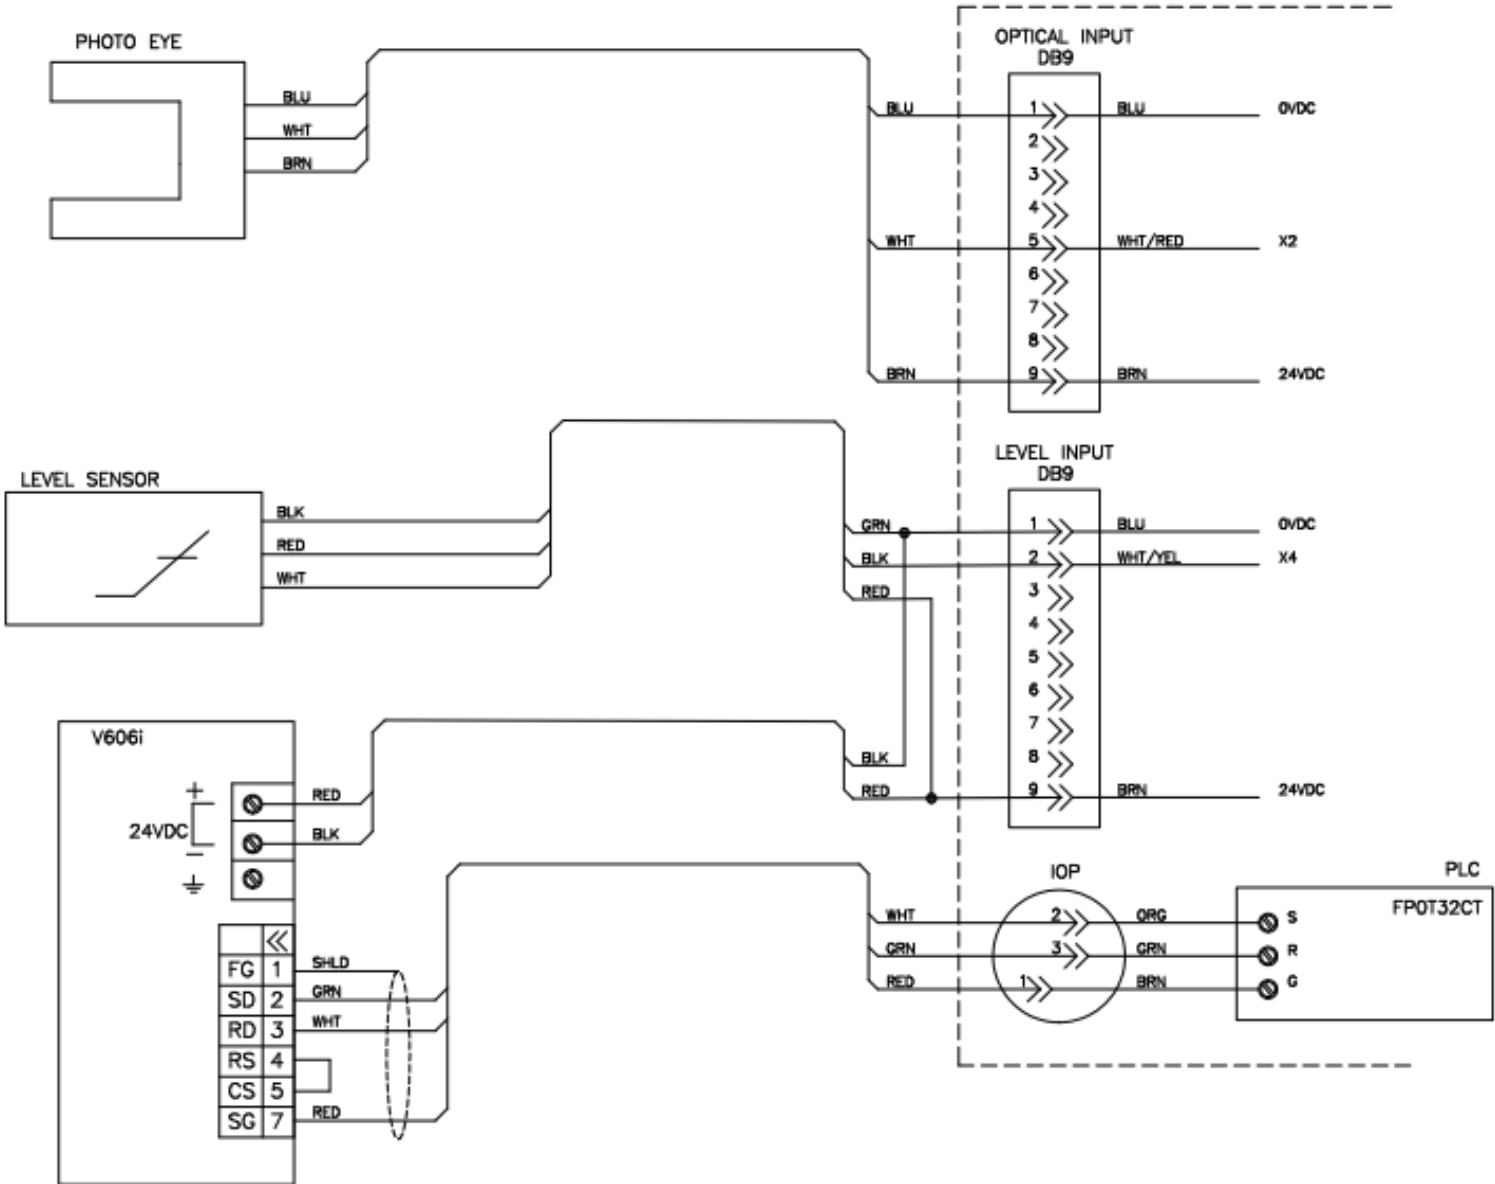 PHOTO EYE
BLU
WHT
BRN
OPTICAL INPUT
DB9
BLU 1 BLU 0VDC
2
3
4
WHT 5 WHT/RED X2
6
7
8
BRN 9 BRN 24VDC
LEVEL SENSOR
BLK
RED
WHT
LEVEL INPUT
DB9
GRN 1 BLU 0VDC
BLK 2 WHT/YEL X4
RED 3
4
5
6
7
BLK 8
RED 9 BRN 24VDC
V606i
+
24VDC
−
RED
BLK
FG 1 SHLD
SD 2 GRN
RD 3 WHT
RS 4
CS 5
SG 7 RED
IOP
PLC
FP0T32CT
WHT 2 ORG S
GRN 3 GRN R
RED 1 BRN G